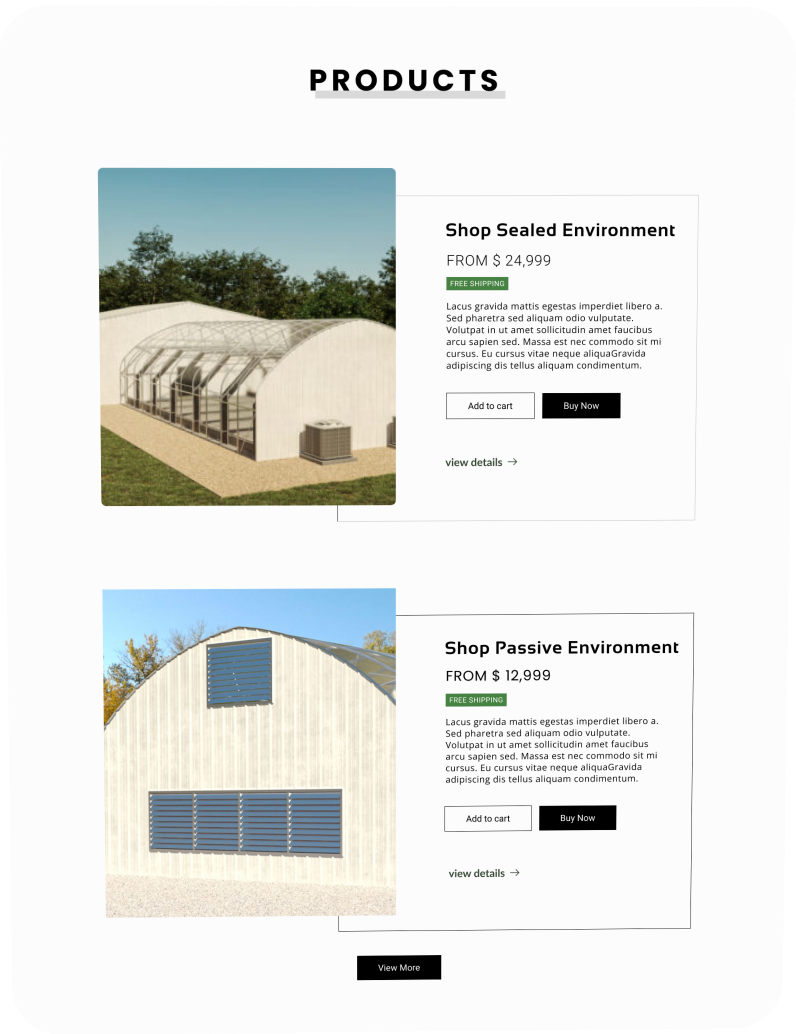 PRODUCTS
Shop Sealed Environment
FROM $ 24,999
FREE SHIPPING
Lacus gravida mattis egestas imperdiet libero a.
Sed pharetra sed aliquam odio vulputate.
Volutpat in ut amet sollicitudin amet faucibus
arcu sapien sed. Massa est nec commodo sit mi
cursus. Eu cursus vitae neque aliquaGravida
adipiscing dis tellus aliquam condimentum.
Add to cart
Buy Now
view details →
Shop Passive Environment
FROM $ 12,999
FREE SHIPPING
Lacus gravida mattis egestas imperdiet libero a.
Sed pharetra sed aliquam odio vulputate.
Volutpat in ut amet sollicitudin amet faucibus
arcu sapien sed. Massa est nec commodo sit mi
cursus. Eu cursus vitae neque aliquaGravida
adipiscing dis tellus aliquam condimentum.
Add to cart
Buy Now
view details →
View More